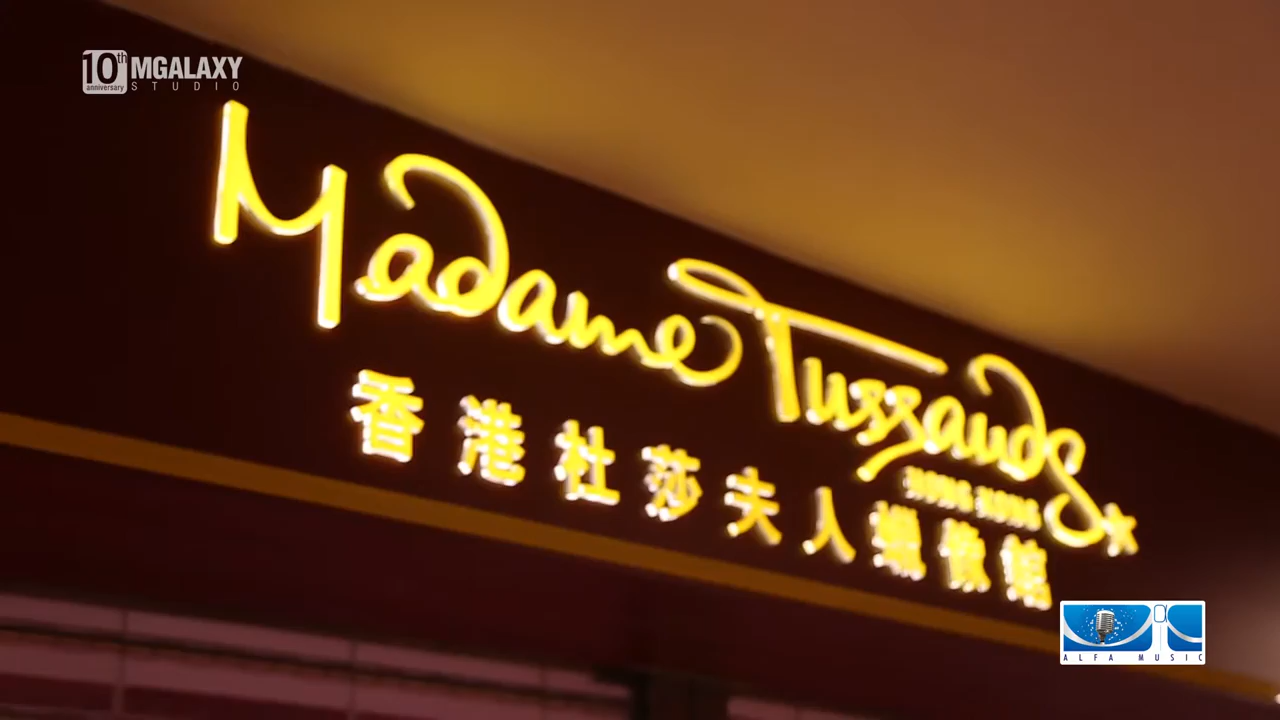 10th MGALAXY
anniversary STUDIO
Madame Tussauds
HONG KONG
香港杜莎夫人蠟像館
ALFA MUSIC